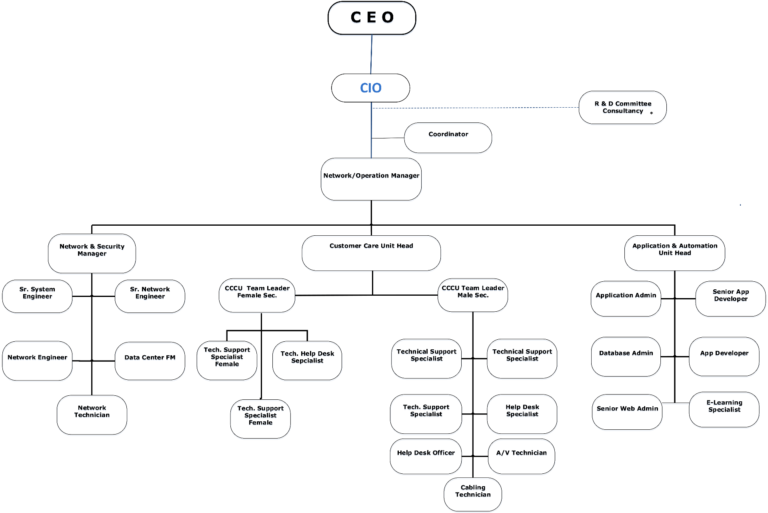 C E O
CIO
R & D Committee
Consultancy
Coordinator
Network/Operation Manager
Network & Security
Manager
Customer Care Unit Head
Application & Automation
Unit Head
Sr. System
Engineer
Sr. Network
Engineer
CCCU Team Leader
Female Sec.
CCCU Team Leader
Male Sec.
Application Admin
Senior App
Developer
Network Engineer
Data Center FM
Tech. Support
Specialist
Female
Tech. Help Desk
Sepcialist
Technical Support
Specialist
Technical Support
Specialist
Database Admin
App Developer
Network
Technician
Tech. Support
Specialist
Female
Tech. Support
Specialist
Help Desk
Specialist
Senior Web Admin
E-Learning
Specialist
Help Desk Officer
A/V Technician
Cabling
Technician